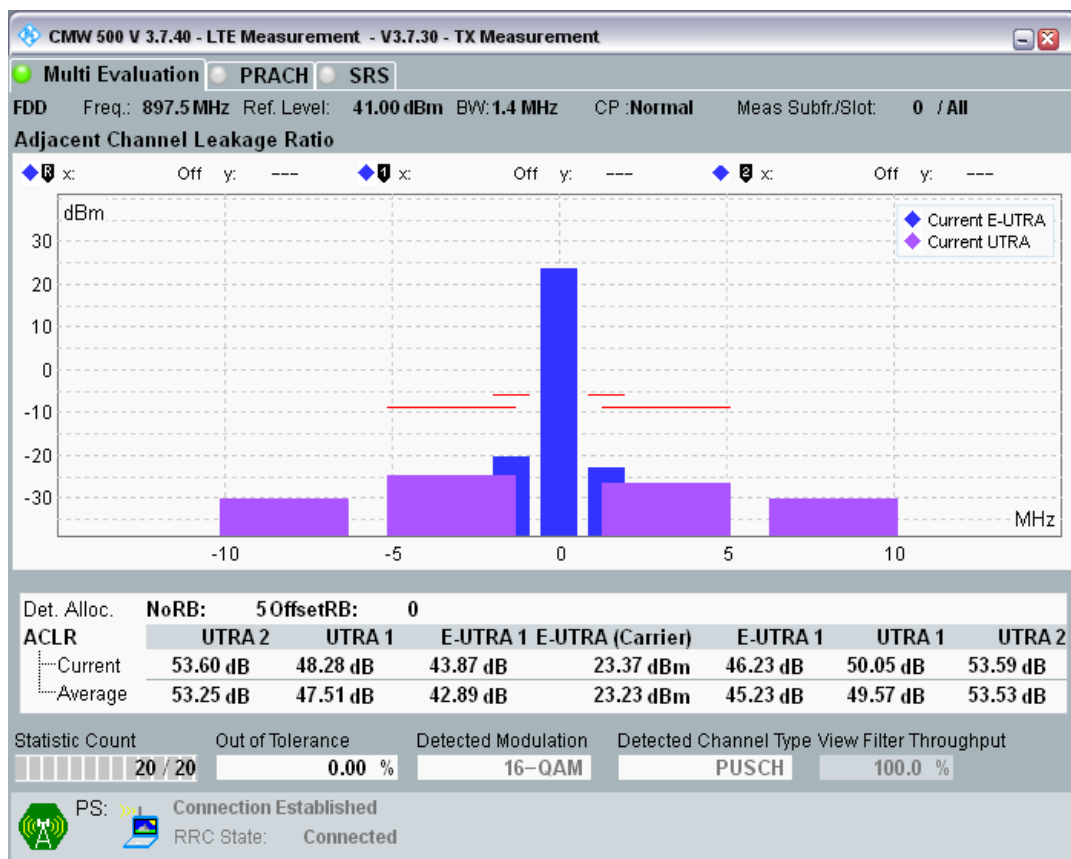 CMW 500 V 3.7.40 - LTE Measurement - V3.7.30 - TX Measurement
Multi Evaluation PRACH SRS
FDD Freq.: 897.5 MHz Ref. Level: 41.00 dBm BW: 1.4 MHz CP :Normal Meas Subfr./Slot: 0 / All
Adjacent Channel Leakage Ratio
R x: Off y: --- 1 x: Off y: --- 2 x: Off y: ---
dBm
Current E-UTRA
Current UTRA
30
20
10
0
-10
-20
-30
MHz
-10 -5 0 5 10
Det. Alloc. NoRB: 5 OffsetRB: 0
ACLR UTRA 2 UTRA 1 E-UTRA 1 E-UTRA (Carrier) E-UTRA 1 UTRA 1 UTRA 2
Current 53.60 dB 48.28 dB 43.87 dB 23.37 dBm 46.23 dB 50.05 dB 53.59 dB
Average 53.25 dB 47.51 dB 42.89 dB 23.23 dBm 45.23 dB 49.57 dB 53.53 dB
Statistic Count Out of Tolerance Detected Modulation Detected Channel Type View Filter Throughput
20 / 20 0.00 % 16-QAM PUSCH 100.0 %
PS: Connection Established
RRC State: Connected